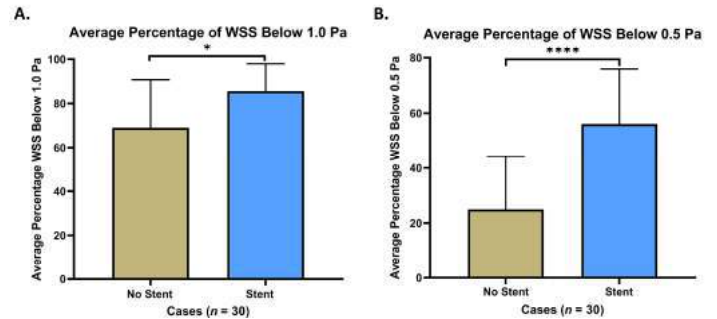 A.
Average Percentage of WSS Below 1.0 Pa
*
Average Percentage WSS Below 1.0 Pa
100
80
60
40
20
0
No Stent
Stent
Cases (n = 30)
B.
Average Percentage of WSS Below 0.5 Pa
****
Average Percentage WSS Below 0.5 Pa
80
60
40
20
0
No Stent
Stent
Cases (n = 30)